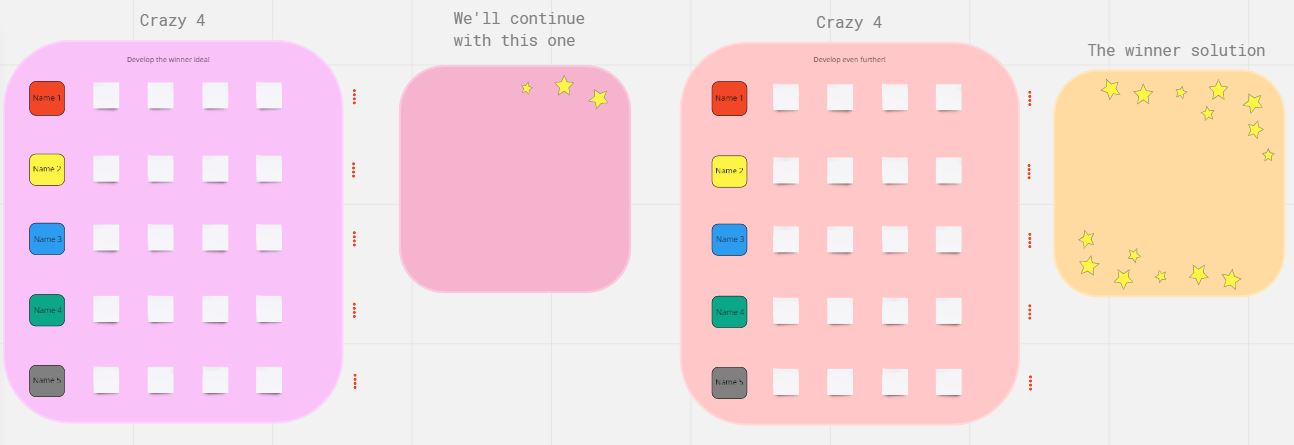 Crazy 4
Develop the winner idea!
Name 1
Name 2
Name 3
Name 4
Name 5
We'll continue
with this one
Crazy 4
Develop even further!
Name 1
Name 2
Name 3
Name 4
Name 5
The winner solution